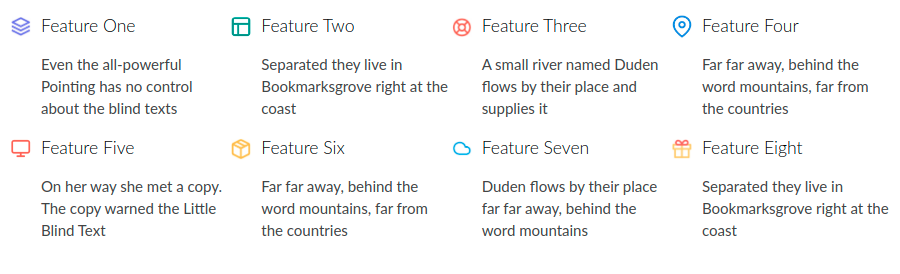 Feature One
Even the all-powerful
Pointing has no control
about the blind texts
Feature Two
Separated they live in
Bookmarksgrove right at the
coast
Feature Three
A small river named Duden
flows by their place and
supplies it
Feature Four
Far far away, behind the
word mountains, far from
the countries
Feature Five
On her way she met a copy.
The copy warned the Little
Blind Text
Feature Six
Far far away, behind the
word mountains, far from
the countries
Feature Seven
Duden flows by their place
far far away, behind the
word mountains
Feature Eight
Separated they live in
Bookmarksgrove right at the
coast